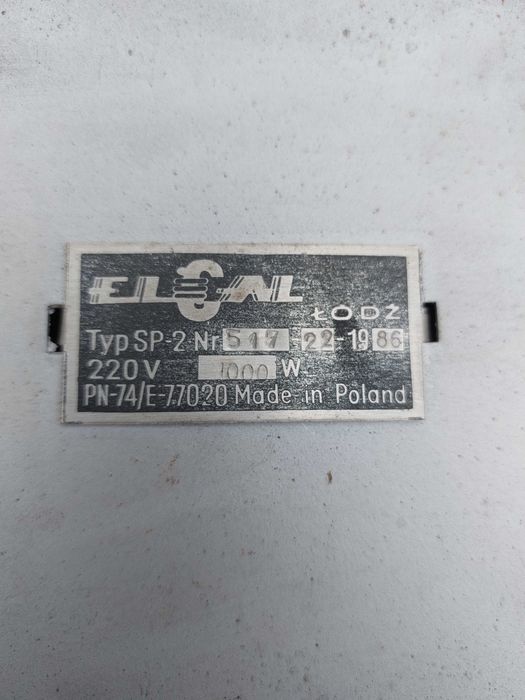 ELGAL
ŁÓDŹ
Typ SP-2 Nr 517 -22-1986
220V 1000 W.
PN-74/E-77020 Made in Poland